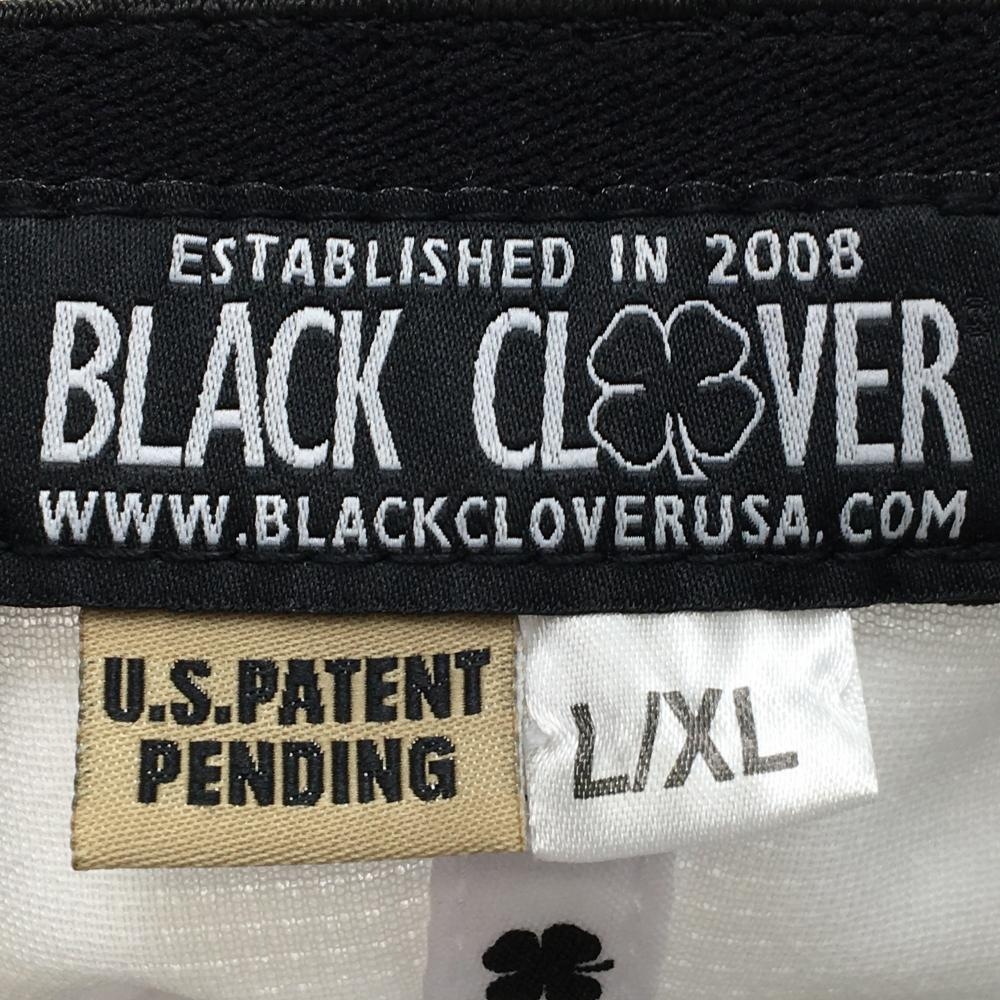 ESTABLISHED IN 2008
BLACK CLOVER
WWW.BLACKCLOVERUSA.COM
U.S.PATENT
PENDING
L/XL